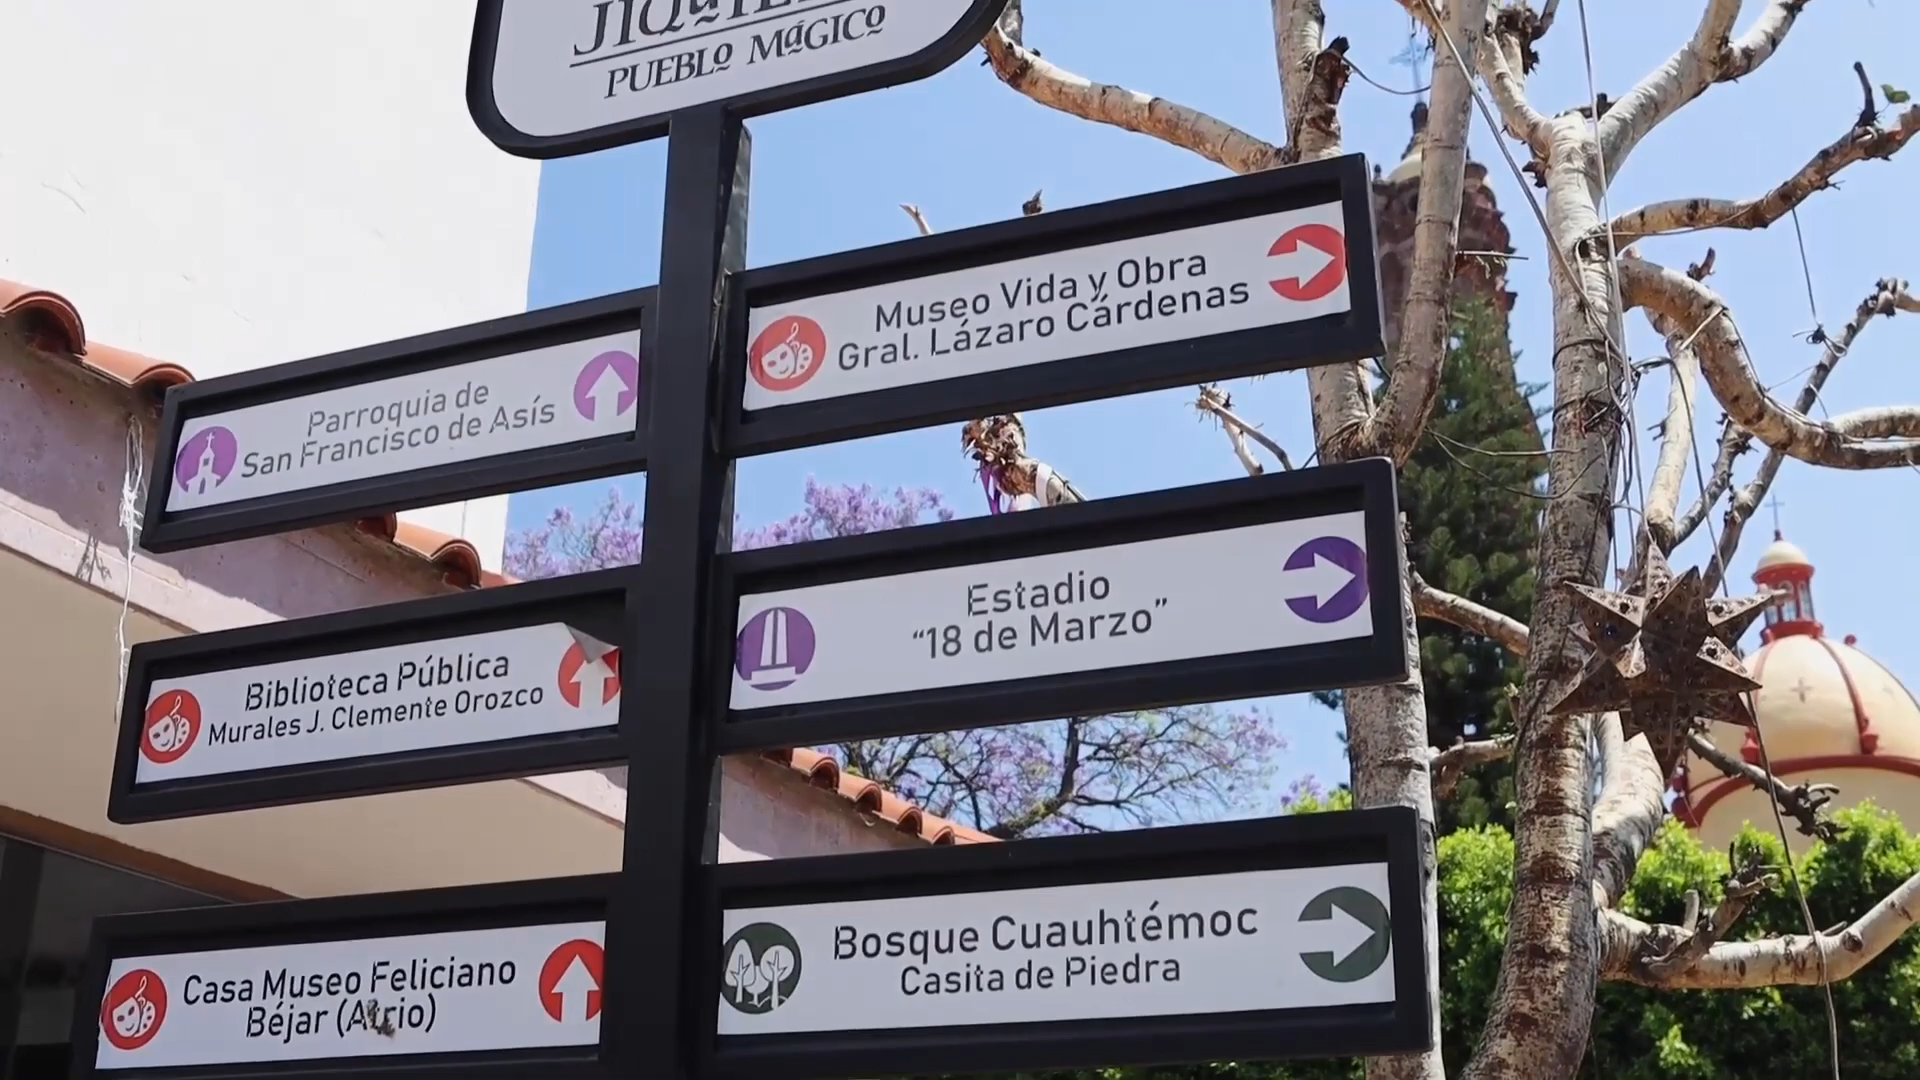 PUEBLO MÁGICO
Parroquia de
San Francisco de Asís
Biblioteca Pública
Murales J. Clemente Orozco
Casa Museo Feliciano
Béjar (Atrio)
Museo Vida y Obra
Gral. Lázaro Cárdenas
Estadio
“18 de Marzo”
Bosque Cuauhtémoc
Casita de Piedra